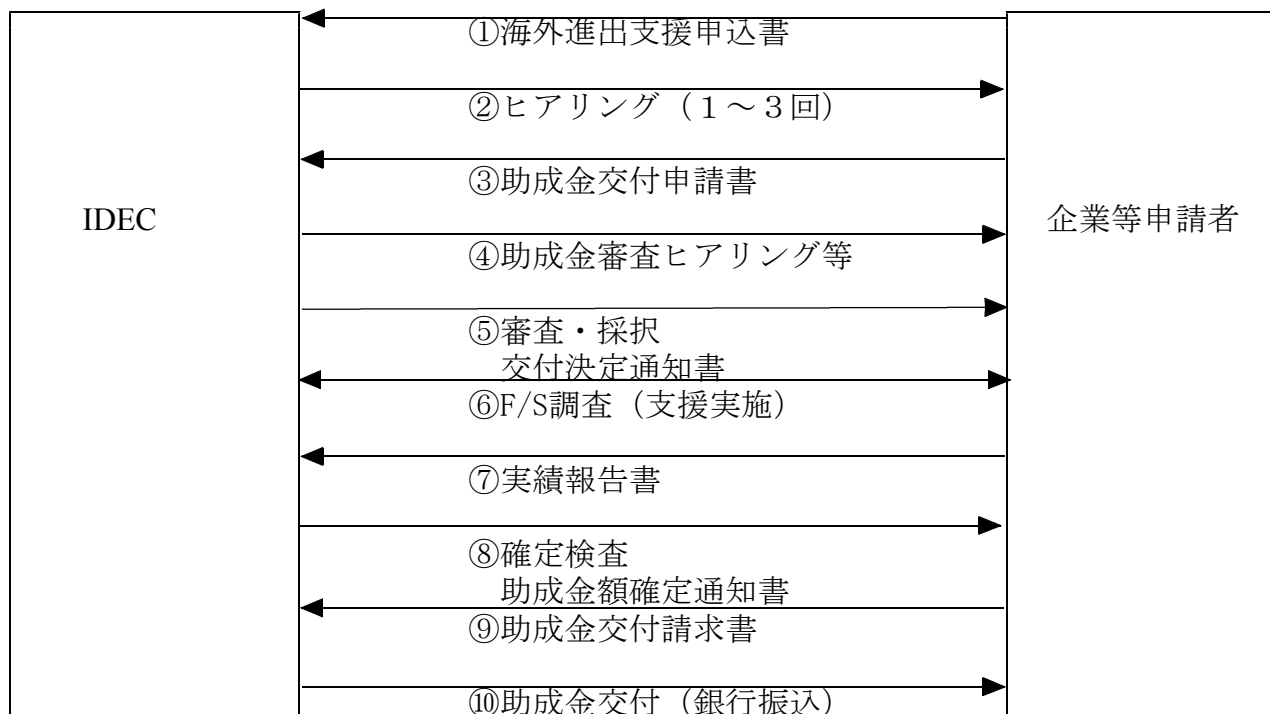 ①海外進出支援申込書
②ヒアリング（１～３回）
③助成金交付申請書
IDEC
企業等申請者
④助成金審査ヒアリング等
⑤審査・採択
交付決定通知書
⑥F/S調査（支援実施）
⑦実績報告書
⑧確定検査
助成金額確定通知書
⑨助成金交付請求書
⑩助成金交付（銀行振込）